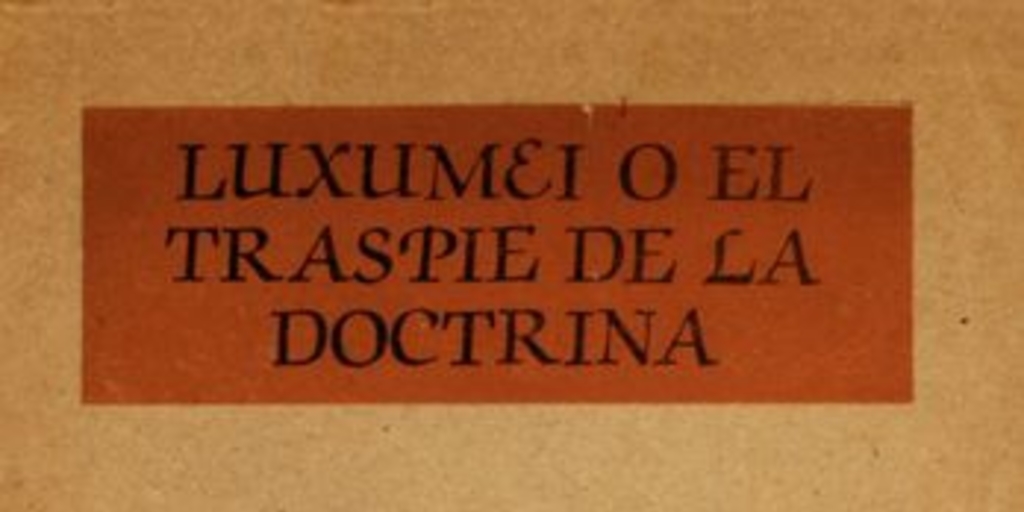 LUXUMEI O EL
TRASPIE DE LA
DOCTRINA